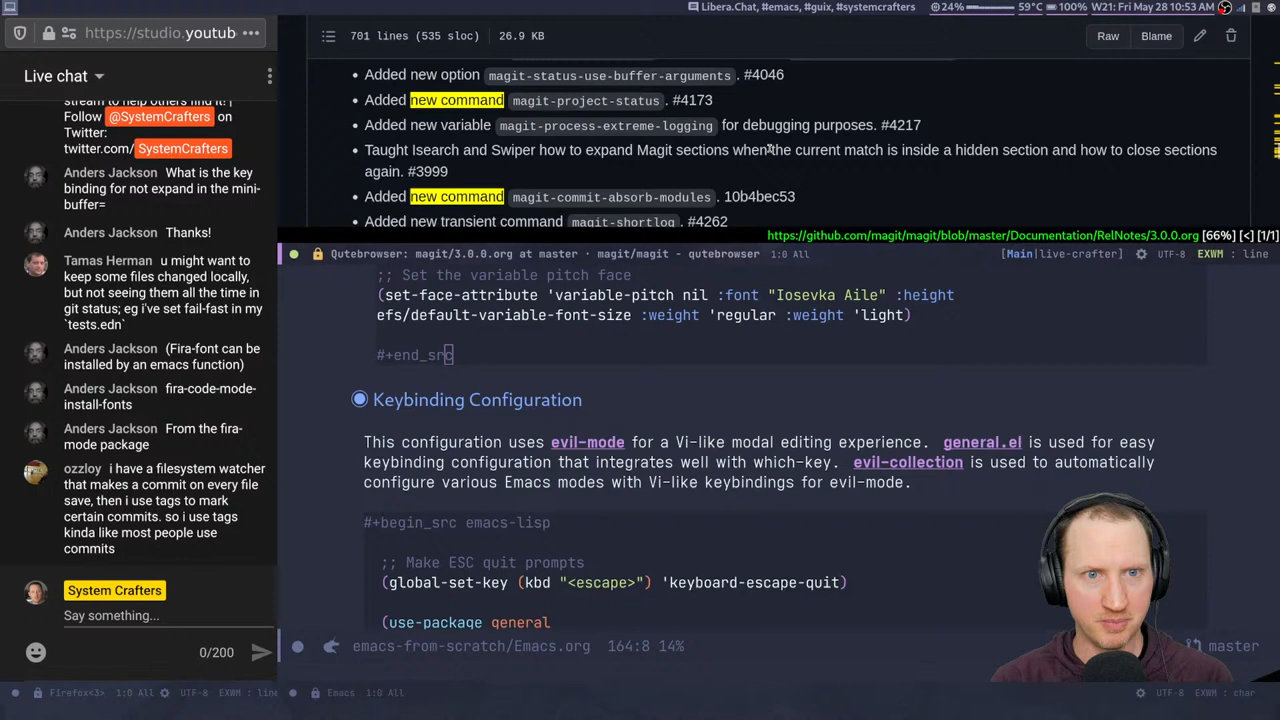 Libera.Chat, #emacs, #guix, #systemcrafters
24% 59°C 100% W21: Fri May 28 10:53 AM
https://studio.youtub •••
Live chat
stream to help others find it! |
Follow @SystemCrafters on
Twitter:
twitter.com/SystemCrafters
Anders Jackson What is the key
binding for not expand in the mini-
buffer=
Anders Jackson Thanks!
Tamas Herman u might want to
keep some files changed locally,
but not seeing them all the time in
git status; eg i've set fail-fast in my
`tests.edn`
Anders Jackson (Fira-font can be
installed by an emacs function)
Anders Jackson fira-code-mode-
install-fonts
Anders Jackson From the fira-
mode package
ozzloy i have a filesystem watcher
that makes a commit on every file
save, then i use tags to mark
certain commits. so i use tags
kinda like most people use
commits
System Crafters
Say something...
0/200
701 lines (535 sloc) 26.9 KB
Raw Blame
• Added new option magit-status-use-buffer-arguments. #4046
• Added new command magit-project-status. #4173
• Added new variable magit-process-extreme-logging for debugging purposes. #4217
• Taught Isearch and Swiper how to expand Magit sections when the current match is inside a hidden section and how to close sections
again. #3999
• Added new command magit-commit-absorb-modules. 10b4bec53
• Added new transient command magit-shortlog. #4262
https://github.com/magit/magit/blob/master/Documentation/RelNotes/3.0.0.org [66%] [<] [1/1]
Qutebrowser: magit/3.0.0.org at master · magit/magit - qutebrowser 1:0 All [Main|live-crafter] UTF-8 EXWM : line
;; Set the variable pitch face
(set-face-attribute 'variable-pitch nil :font "Iosevka Aile" :height
efs/default-variable-font-size :weight 'regular :weight 'light)
#+end_src
Keybinding Configuration
This configuration uses evil-mode for a Vi-like modal editing experience. general.el is used for easy
keybinding configuration that integrates well with which-key. evil-collection is used to automatically
configure various Emacs modes with Vi-like keybindings for evil-mode.
#+begin_src emacs-lisp
;; Make ESC quit prompts
(global-set-key (kbd "<escape>") 'keyboard-escape-quit)
(use-package general
emacs-from-scratch/Emacs.org 164:8 14% master
Firefox<3> 1:0 All UTF-8 EXWM : line
Emacs 1:0 All UTF-8 EXWM : char